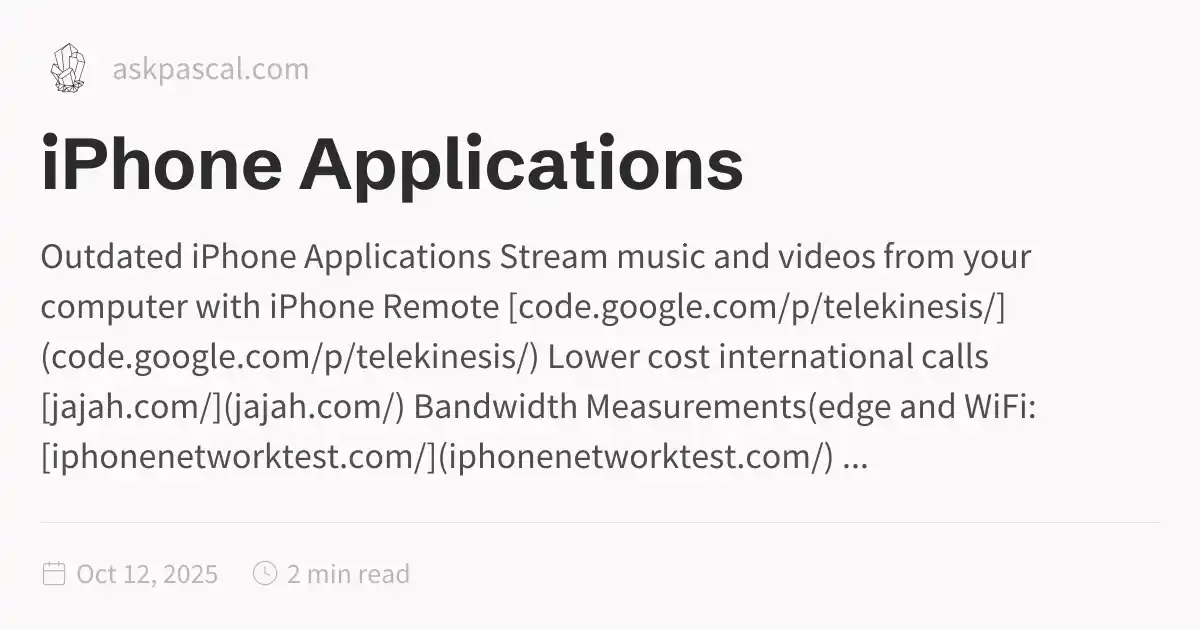 askpascal.com
iPhone Applications
Outdated iPhone Applications Stream music and videos from your
computer with iPhone Remote [code.google.com/p/telekinesis/]
(code.google.com/p/telekinesis/) Lower cost international calls
[jajah.com/](jajah.com/) Bandwidth Measurements(edge and WiFi:
[iphonenetworktest.com/](iphonenetworktest.com/) ...
Oct 12, 2025 2 min read